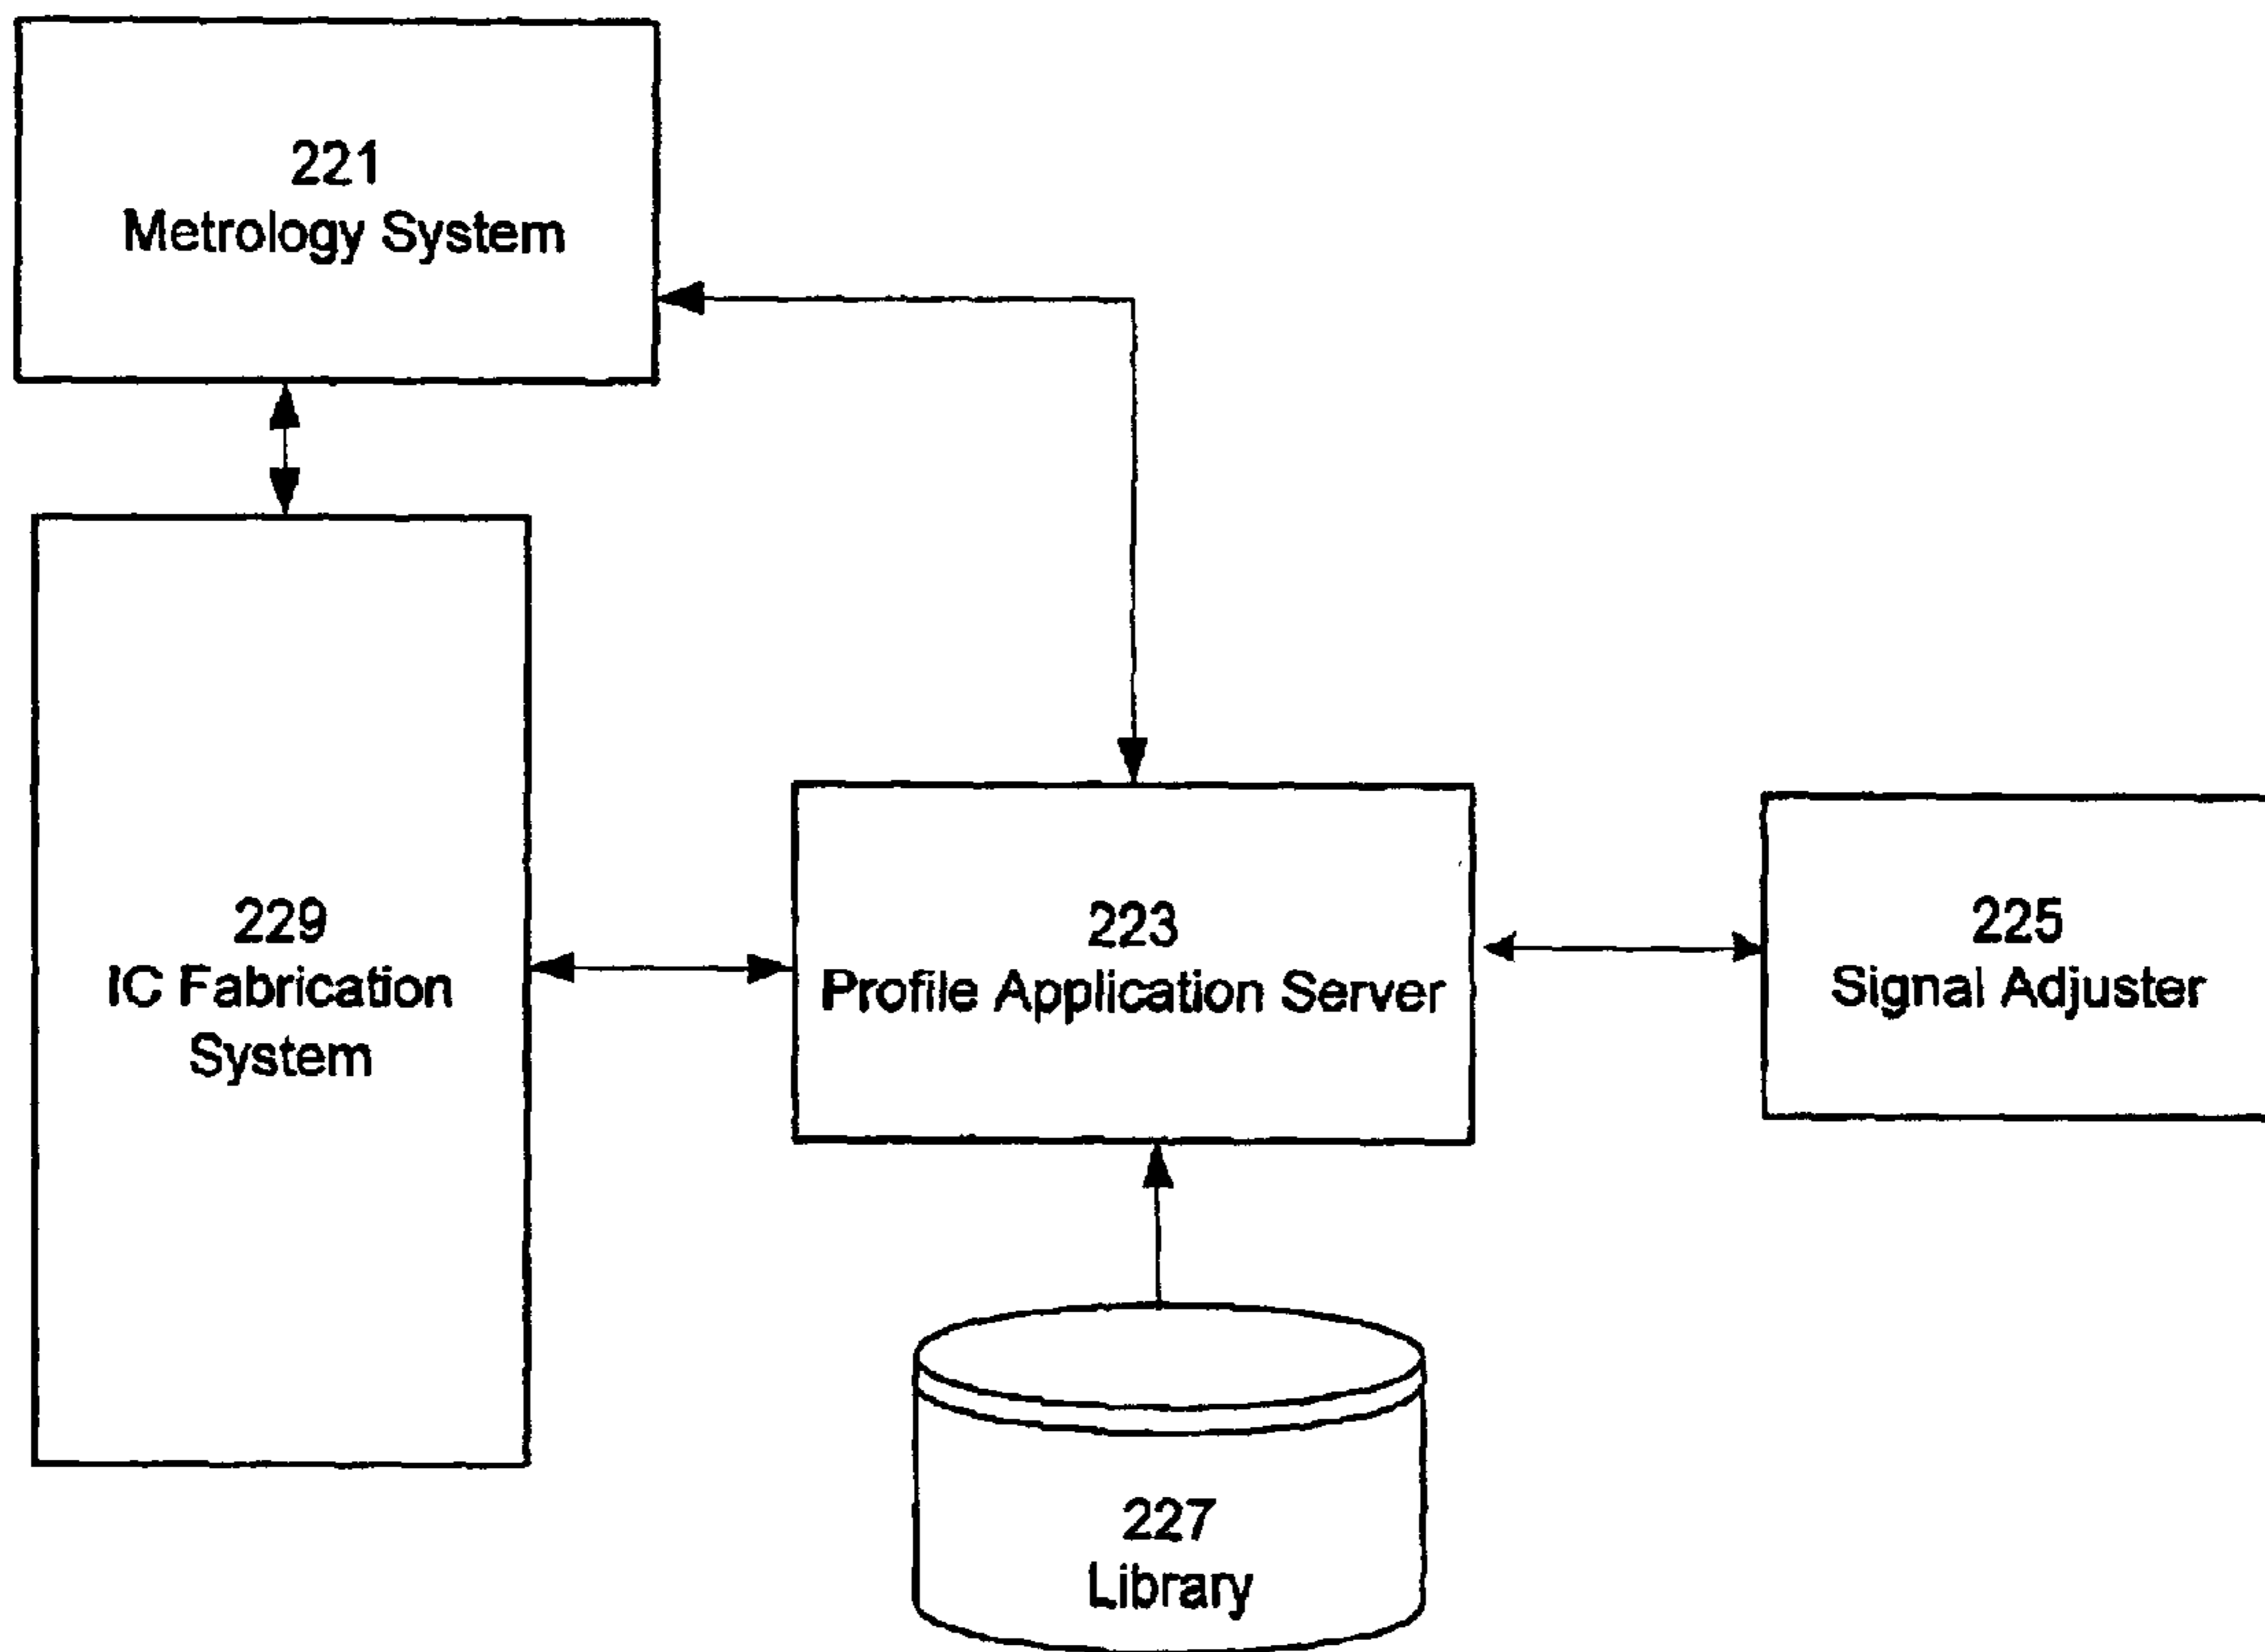 221
Metrology System
229
IC Fabrication
System
223
Profile Application Server
225
Signal Adjuster
227
Library